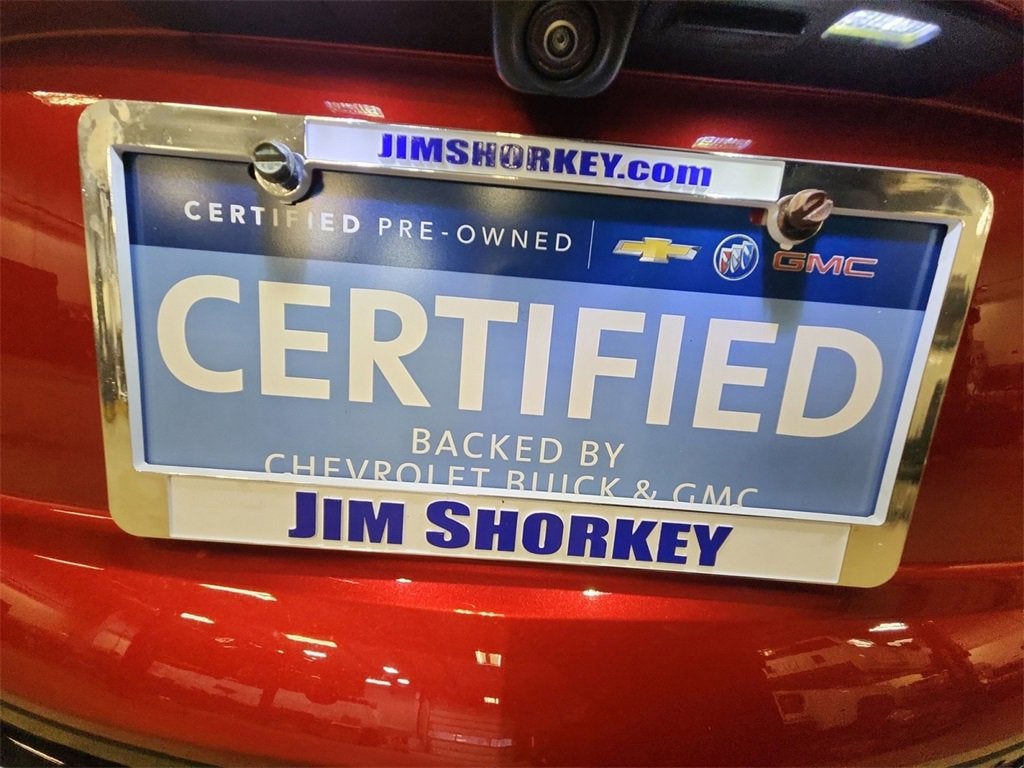 JIMSHORKEY.com
CERTIFIED PRE-OWNED GMC
CERTIFIED
BACKED BY
CHEVROLET BUICK & GMC
JIM SHORKEY